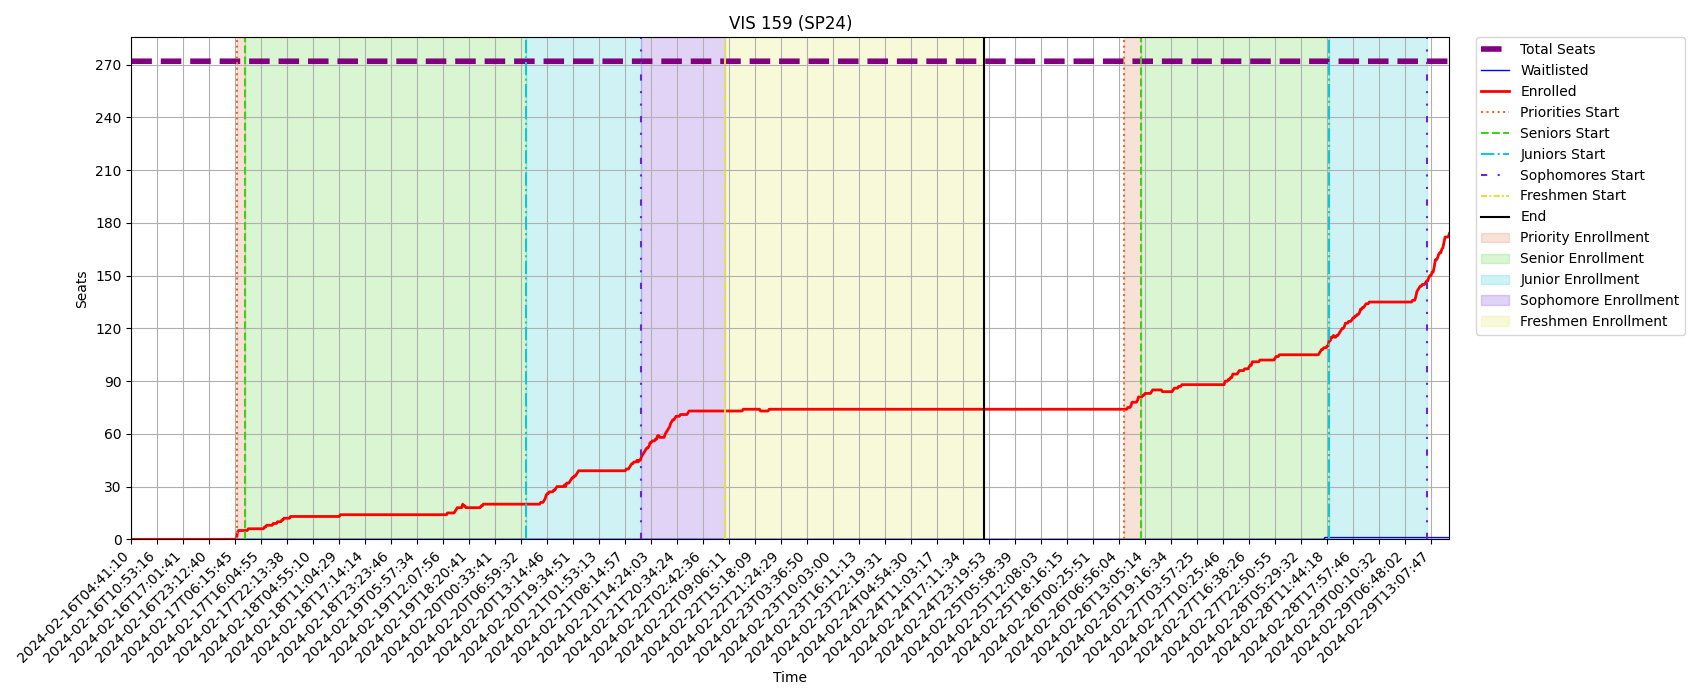 VIS 159 (SP24)
Seats
270
240
210
180
150
120
90
60
30
0
2024-02-16T04:41:10
2024-02-16T10:53:16
2024-02-16T17:01:41
2024-02-16T23:12:40
2024-02-17T06:15:45
2024-02-17T16:04:55
2024-02-17T22:13:38
2024-02-18T04:55:10
2024-02-18T11:04:29
2024-02-18T17:14:14
2024-02-18T23:23:46
2024-02-19T05:57:34
2024-02-19T12:07:56
2024-02-19T18:20:41
2024-02-20T00:33:41
2024-02-20T06:59:32
2024-02-20T13:14:46
2024-02-20T19:34:51
2024-02-21T01:53:13
2024-02-21T08:14:57
2024-02-21T14:24:03
2024-02-21T20:34:24
2024-02-22T02:42:36
2024-02-22T09:06:11
2024-02-22T15:18:09
2024-02-22T21:24:29
2024-02-23T03:36:50
2024-02-23T10:03:00
2024-02-23T16:11:13
2024-02-23T22:19:31
2024-02-24T04:54:30
2024-02-24T11:03:17
2024-02-24T17:11:34
2024-02-24T23:19:53
2024-02-25T05:58:39
2024-02-25T12:08:03
2024-02-25T18:16:15
2024-02-26T00:25:51
2024-02-26T06:56:04
2024-02-26T13:05:14
2024-02-26T19:16:34
2024-02-27T03:57:25
2024-02-27T10:25:46
2024-02-27T16:38:26
2024-02-27T22:50:55
2024-02-28T05:29:32
2024-02-28T11:44:18
2024-02-28T17:57:46
2024-02-29T00:10:32
2024-02-29T06:48:02
2024-02-29T13:07:47
Time
Total Seats
Waitlisted
Enrolled
Priorities Start
Seniors Start
Juniors Start
Sophomores Start
Freshmen Start
End
Priority Enrollment
Senior Enrollment
Junior Enrollment
Sophomore Enrollment
Freshmen Enrollment